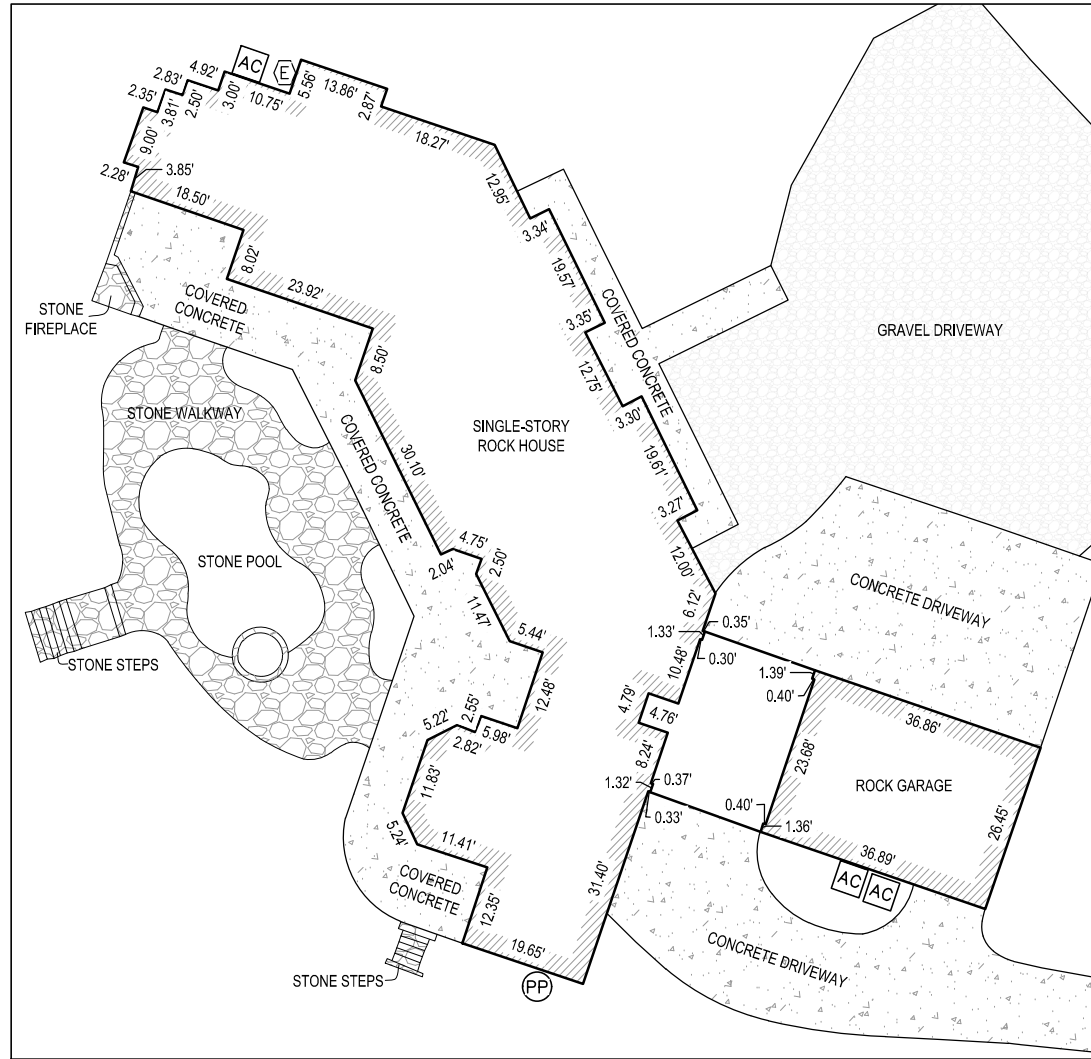 4.92'
AC
E
2.83'
2.35'
3.81'
2.50'
3.00'
10.75'
5.56'
13.86'
2.87'
18.27'
9.00'
2.28'
3.85'
18.50'
8.02'
23.92'
8.50'
12.95'
3.34'
19.57'
3.35'
12.75'
3.30'
19.61'
3.27'
12.00'
6.12'
STONE
FIREPLACE
COVERED
CONCRETE
COVERED CONCRETE
GRAVEL DRIVEWAY
STONE WALKWAY
COVERED CONCRETE
SINGLE-STORY
ROCK HOUSE
30.10'
STONE POOL
2.04'
4.75'
2.50'
11.47'
5.44'
12.48'
CONCRETE DRIVEWAY
STONE STEPS
1.33'
0.35'
0.30'
10.48'
4.79'
4.76'
8.24'
1.39'
0.40'
36.86'
23.68'
ROCK GARAGE
26.45'
5.22'
2.55'
2.82'
5.98'
11.83'
5.24'
11.41'
1.32'
0.37'
0.33'
0.40'
1.36'
36.89'
AC
AC
COVERED
CONCRETE
12.35'
31.40'
19.65'
CONCRETE DRIVEWAY
STONE STEPS
PP